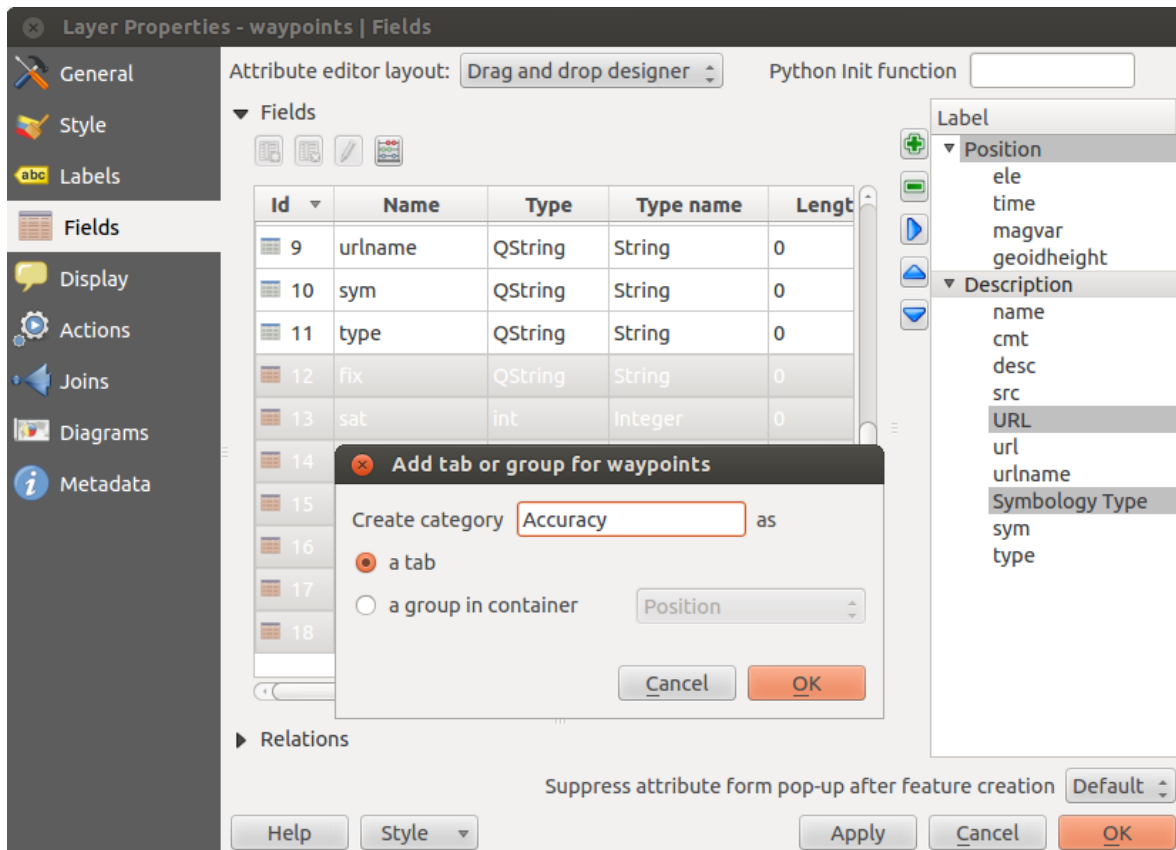 Layer Properties - waypoints | Fields
General
Style
Labels
Fields
Display
Actions
Joins
Diagrams
Metadata
Attribute editor layout: Drag and drop designer Python Init function
Fields
Id Name Type Type name Lengt
9 urlname QString String 0
10 sym QString String 0
11 type QString String 0
12 fix QString String 0
13 sat int Integer 0
14
15
16
17
18
Relations
Label
Position
ele
time
magvar
geoidheight
Description
name
cmt
desc
src
URL
url
urlname
Symbology Type
sym
type
Add tab or group for waypoints
Create category Accuracy as
a tab
a group in container Position
Cancel OK
Suppress attribute form pop-up after feature creation Default
Help Style Apply Cancel OK
abc